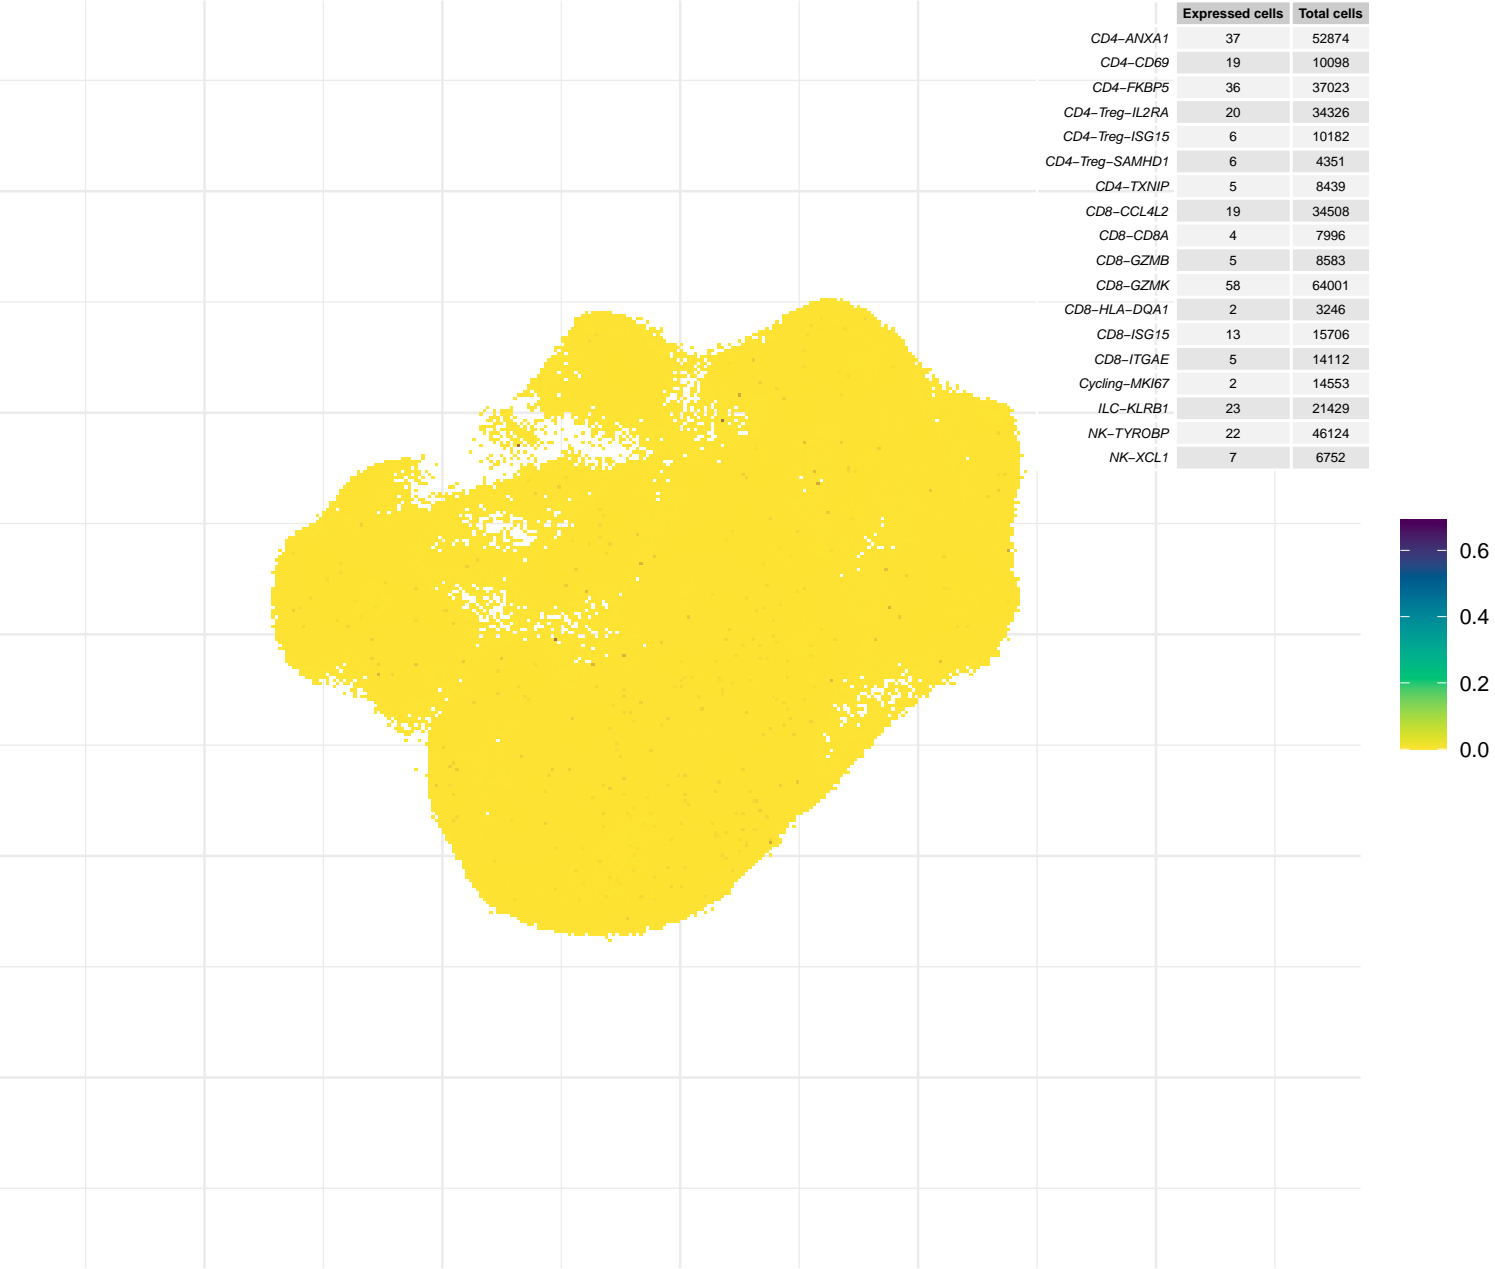 Expressed cells Total cells
CD4−ANXA1 37 52874
CD4−CD69 19 10098
CD4−FKBP5 36 37023
CD4−Treg−IL2RA 20 34326
CD4−Treg−ISG15 6 10182
CD4−Treg−SAMHD1 6 4351
CD4−TXNIP 5 8439
CD8−CCL4L2 19 34508
CD8−CD8A 4 7996
CD8−GZMB 5 8583
CD8−GZMK 58 64001
CD8−HLA−DQA1 2 3246
CD8−ISG15 13 15706
CD8−ITGAE 5 14112
Cycling−MKI67 2 14553
ILC−KLRB1 23 21429
NK−TYROBP 22 46124
NK−XCL1 7 6752
0.6
0.4
0.2
0.0